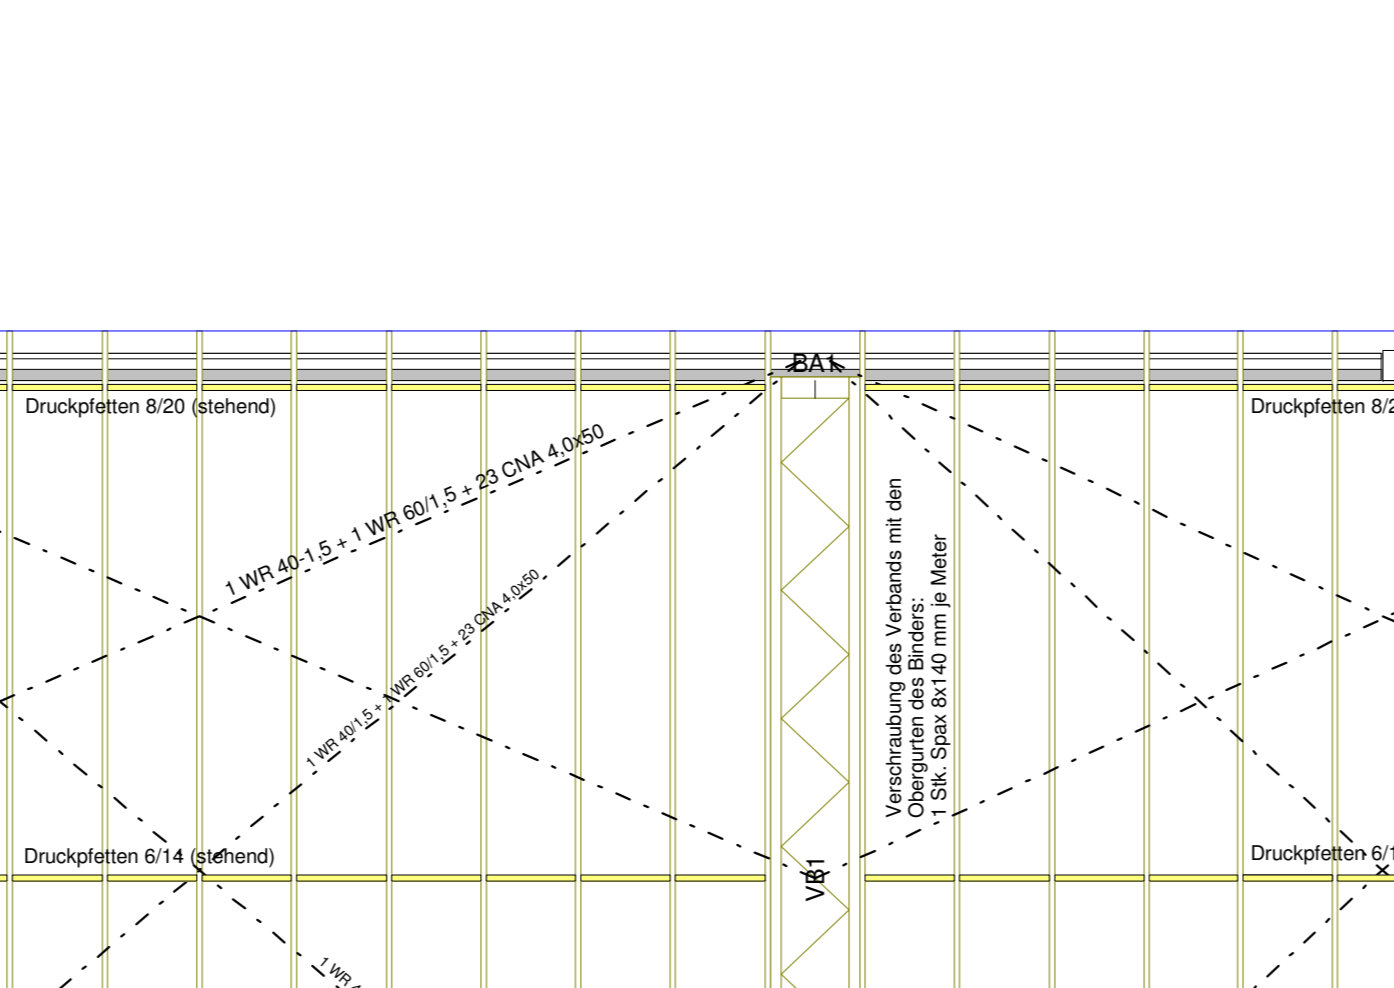 BA1
Druckpfetten 8/20 (stehend)
Druckpfetten 8/2
1 WR 40-1,5 + 1 WR 60/1,5 + 23 CNA 4,0x50
1 WR 40/1,5 + 1 WR 60/1,5 + 23 CNA 4,0x50
Verschraubung des Verbands mit den
Obergurten des Binders:
1 Stk. Spax 8x140 mm je Meter
Druckpfetten 6/14 (stehend)
Druckpfetten 6/1
VB1
1 WR 4